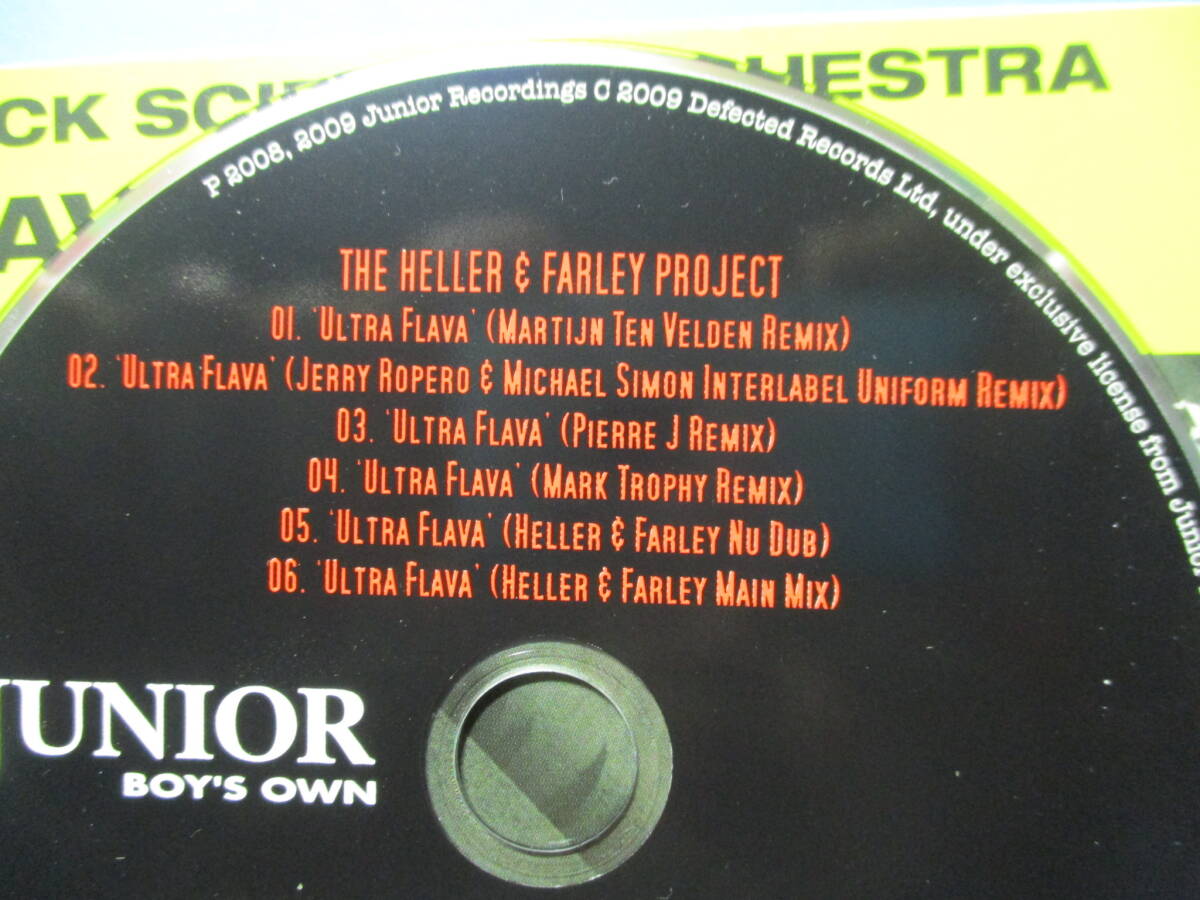 CK SCI HESTRA
AV
P 2008, 2009 Junior Recordings C 2009 Defected Records Ltd, under exclusive license from Junior
THE HELLER & FARLEY PROJECT
01. 'ULTRA FLAVA' (MARTIJN TEN VELDEN REMIX)
02. 'ULTRA FLAVA' (JERRY ROPERO & MICHAEL SIMON INTERLABEL UNIFORM REMIX)
03. 'ULTRA FLAVA' (PIERRE J REMIX)
04. 'ULTRA FLAVA' (MARK TROPHY REMIX)
05. 'ULTRA FLAVA' (HELLER & FARLEY NU DUB)
06. 'ULTRA FLAVA' (HELLER & FARLEY MAIN MIX)
JUNIOR
BOY'S OWN